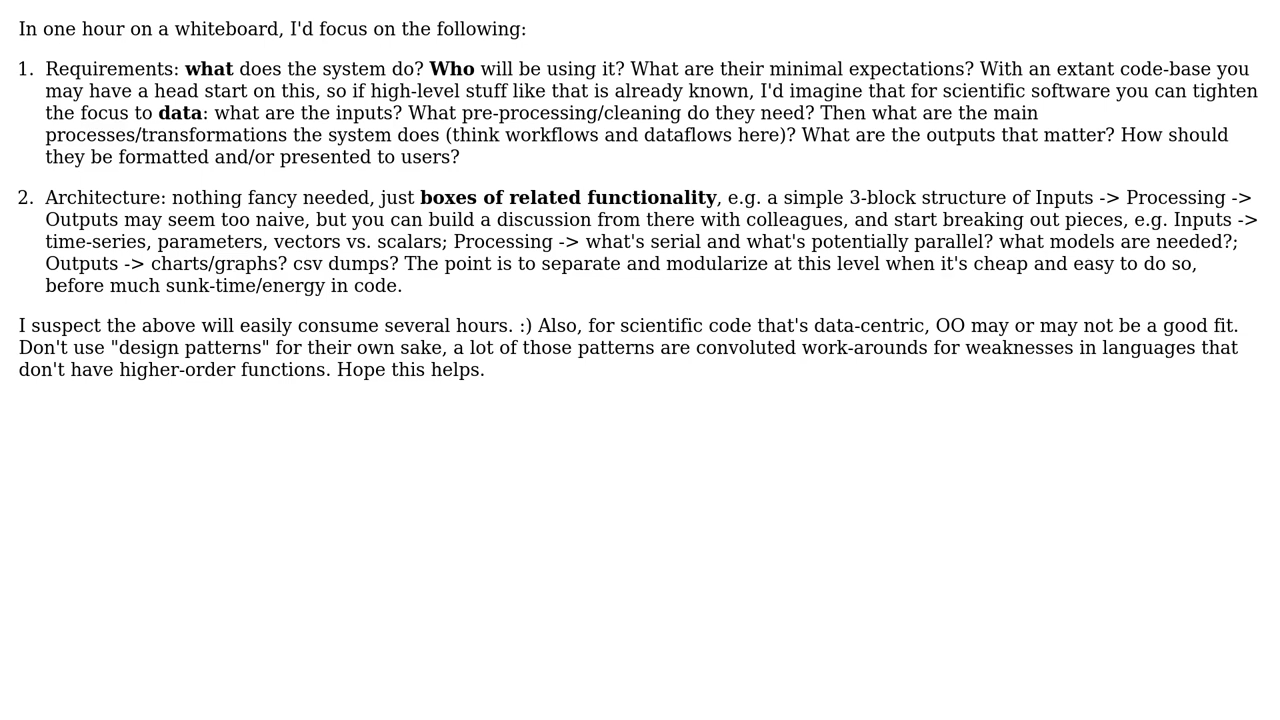 In one hour on a whiteboard, I'd focus on the following:
1. Requirements: what does the system do? Who will be using it? What are their minimal expectations? With an extant code-base you
may have a head start on this, so if high-level stuff like that is already known, I'd imagine that for scientific software you can tighten
the focus to data: what are the inputs? What pre-processing/cleaning do they need? Then what are the main
processes/transformations the system does (think workflows and dataflows here)? What are the outputs that matter? How should
they be formatted and/or presented to users?
2. Architecture: nothing fancy needed, just boxes of related functionality, e.g. a simple 3-block structure of Inputs -> Processing ->
Outputs may seem too naive, but you can build a discussion from there with colleagues, and start breaking out pieces, e.g. Inputs ->
time-series, parameters, vectors vs. scalars; Processing -> what's serial and what's potentially parallel? what models are needed?;
Outputs -> charts/graphs? csv dumps? The point is to separate and modularize at this level when it's cheap and easy to do so,
before much sunk-time/energy in code.
I suspect the above will easily consume several hours. :) Also, for scientific code that's data-centric, OO may or may not be a good fit.
Don't use "design patterns" for their own sake, a lot of those patterns are convoluted work-arounds for weaknesses in languages that
don't have higher-order functions. Hope this helps.